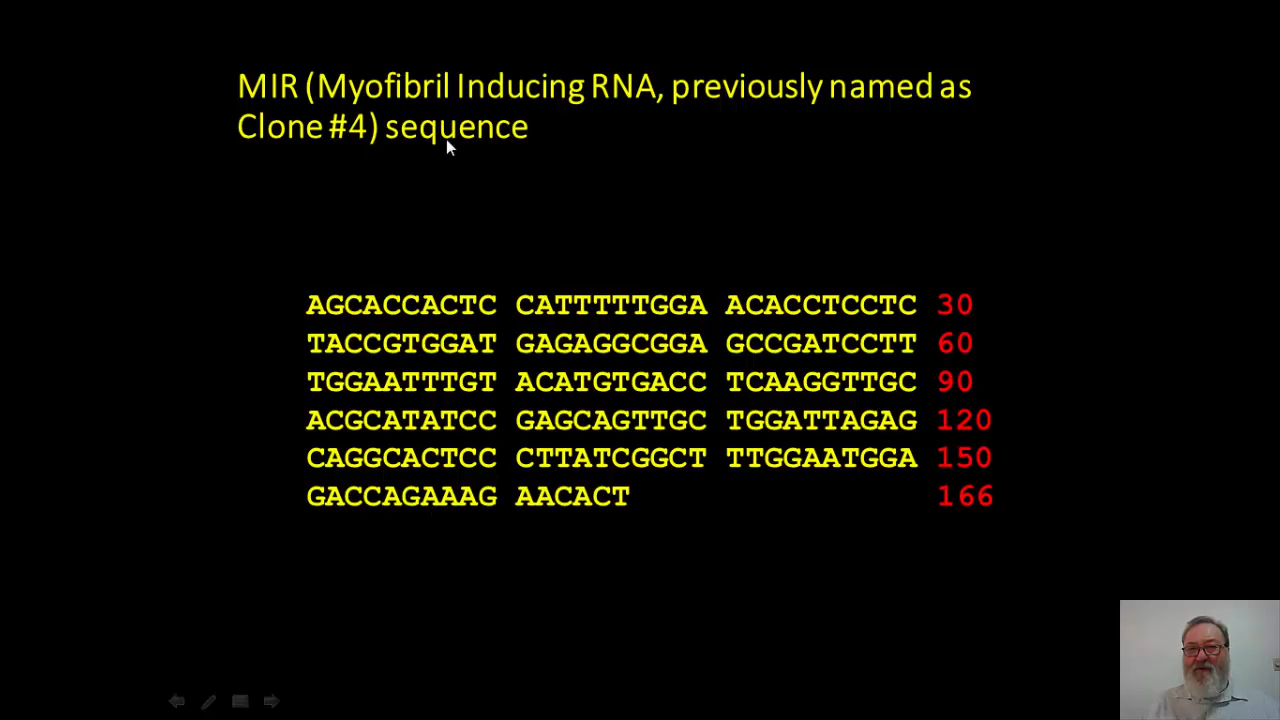 MIR (Myofibril Inducing RNA, previously named as
Clone #4) sequence
AGCACCACTC CATTTTTGGA ACACCTCCTC 30
TACCGTGGAT GAGAGGCGGA GCCGATCCTT 60
TGGAATTTGT ACATGTGACC TCAAGGTTGC 90
ACGCATATCC GAGCAGTTGC TGGATTAGAG 120
CAGGCACTCC CTTATCGGCT TTGGAATGGA 150
GACCAGAAAG AACACT 166